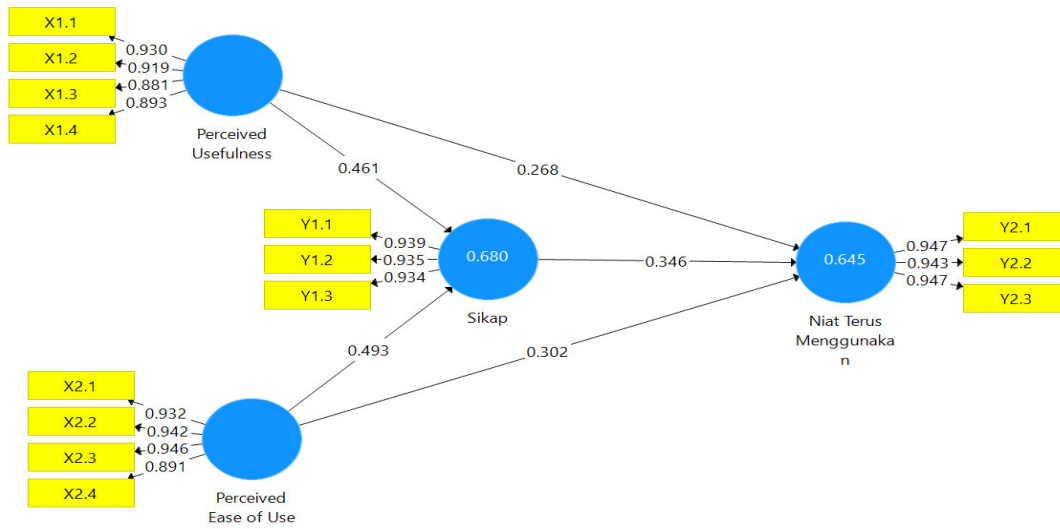 X1.1
X1.2
X1.3
X1.4
0.930
0.919
0.881
0.893
Perceived
Usefulness
0.461
0.268
Y1.1
Y1.2
Y1.3
0.939
0.935
0.934
0.680
Sikap
0.346
0.645
Niat Terus
Menggunaka
n
0.947
0.943
0.947
Y2.1
Y2.2
Y2.3
0.493
0.302
X2.1
X2.2
X2.3
X2.4
0.932
0.942
0.946
0.891
Perceived
Ease of Use